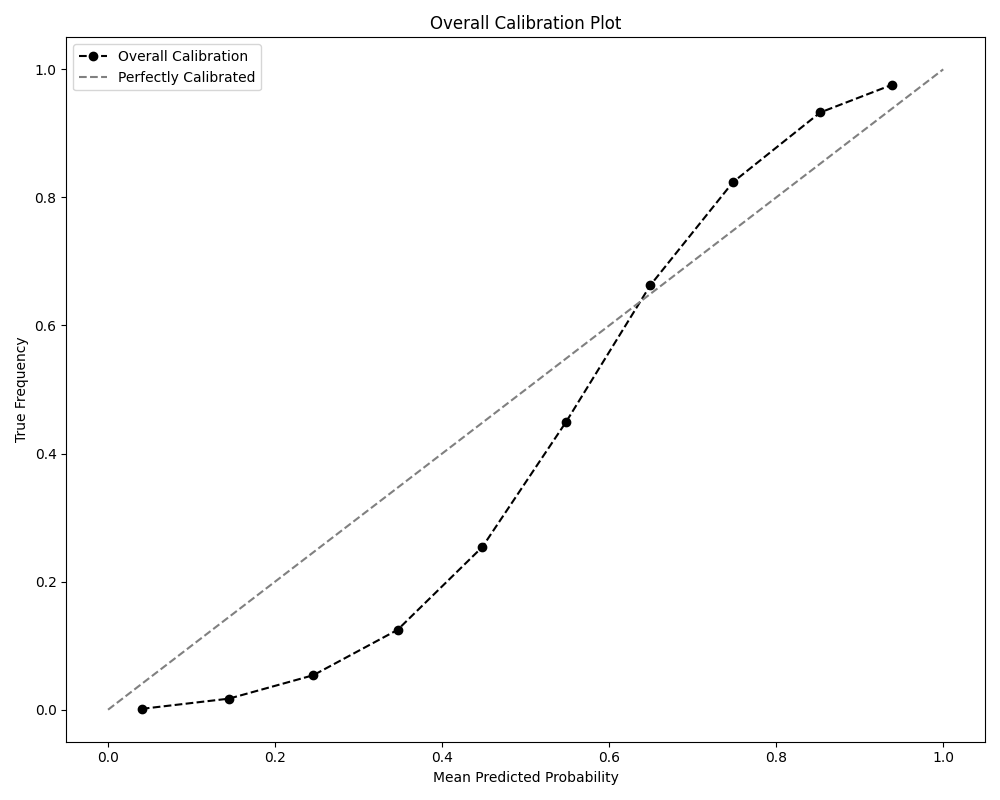 Overall Calibration Plot
Overall Calibration
Perfectly Calibrated
True Frequency
1.0
0.8
0.6
0.4
0.2
0.0
0.0 0.2 0.4 0.6 0.8 1.0
Mean Predicted Probability